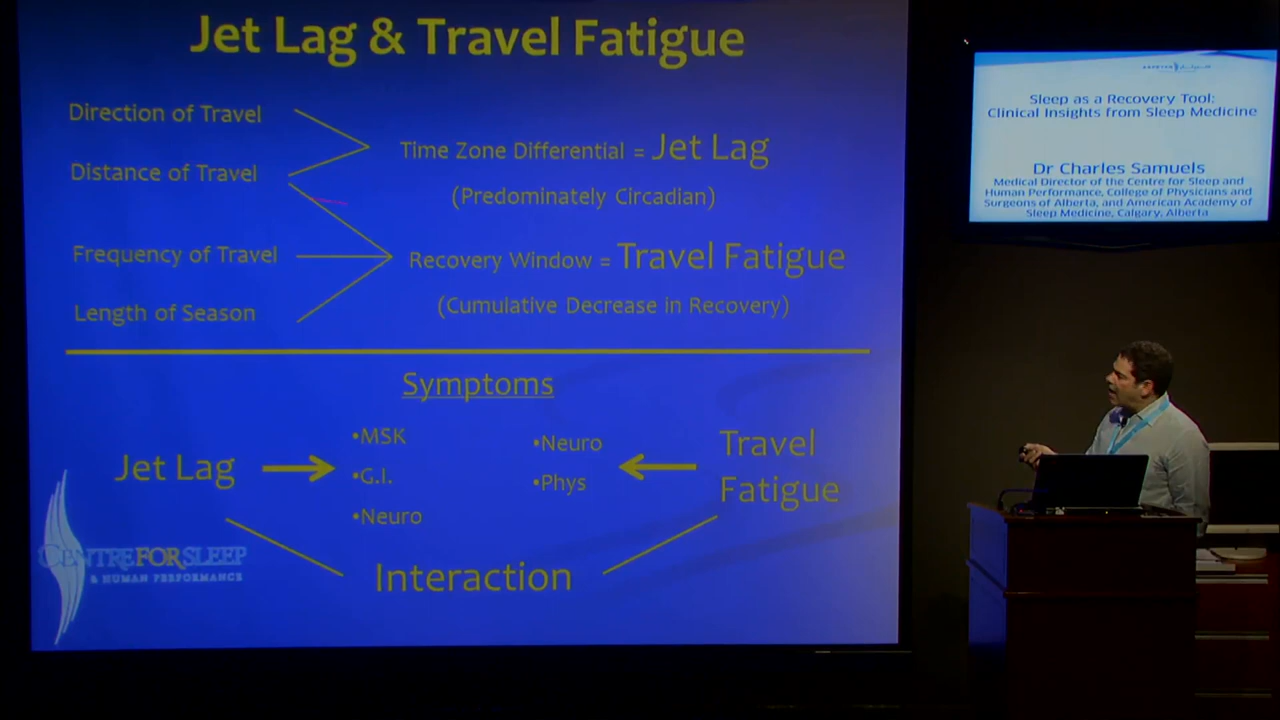 Jet Lag & Travel Fatigue
Direction of Travel
Distance of Travel
Time Zone Differential = Jet Lag
(Predominately Circadian)
Frequency of Travel
Recovery Window = Travel Fatigue
(Cumulative Decrease in Recovery)
Length of Season
Symptoms
Jet Lag
•MSK
•G.I.
•Neuro
•Neuro
•Phys
Travel
Fatigue
Interaction
CENTREFORSLEEP
& HUMAN PERFORMANCE
Sleep as a Recovery Tool:
Clinical Insights from Sleep Medicine
Dr Charles Samuels
Medical Director of the Centre for Sleep and
Human Performance, College of Physicians and
Surgeons of Alberta, and American Academy of
Sleep Medicine, Calgary, Alberta